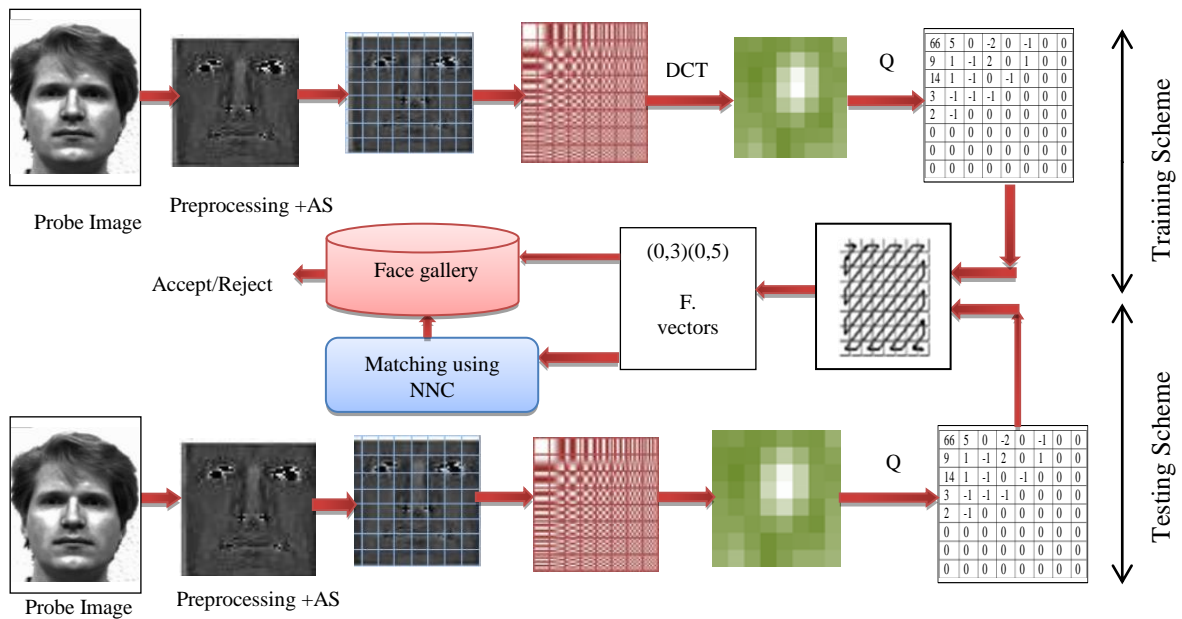 DCT
Q
66 5 0 -2 0 -1 0 0
9 1 -1 2 0 1 0 0
14 1 -1 0 -1 0 0 0
3 -1 -1 -1 0 0 0 0
2 -1 0 0 0 0 0 0
0 0 0 0 0 0 0 0
0 0 0 0 0 0 0 0
0 0 0 0 0 0 0 0
Probe Image
Preprocessing +AS
Training Scheme
Accept/Reject
Face gallery
(0,3)(0,5)
F.
vectors
Matching using
NNC
Testing Scheme
Q
66 5 0 -2 0 -1 0 0
9 1 -1 2 0 1 0 0
14 1 -1 0 -1 0 0 0
3 -1 -1 -1 0 0 0 0
2 -1 0 0 0 0 0 0
0 0 0 0 0 0 0 0
0 0 0 0 0 0 0 0
0 0 0 0 0 0 0 0
Probe Image
Preprocessing +AS